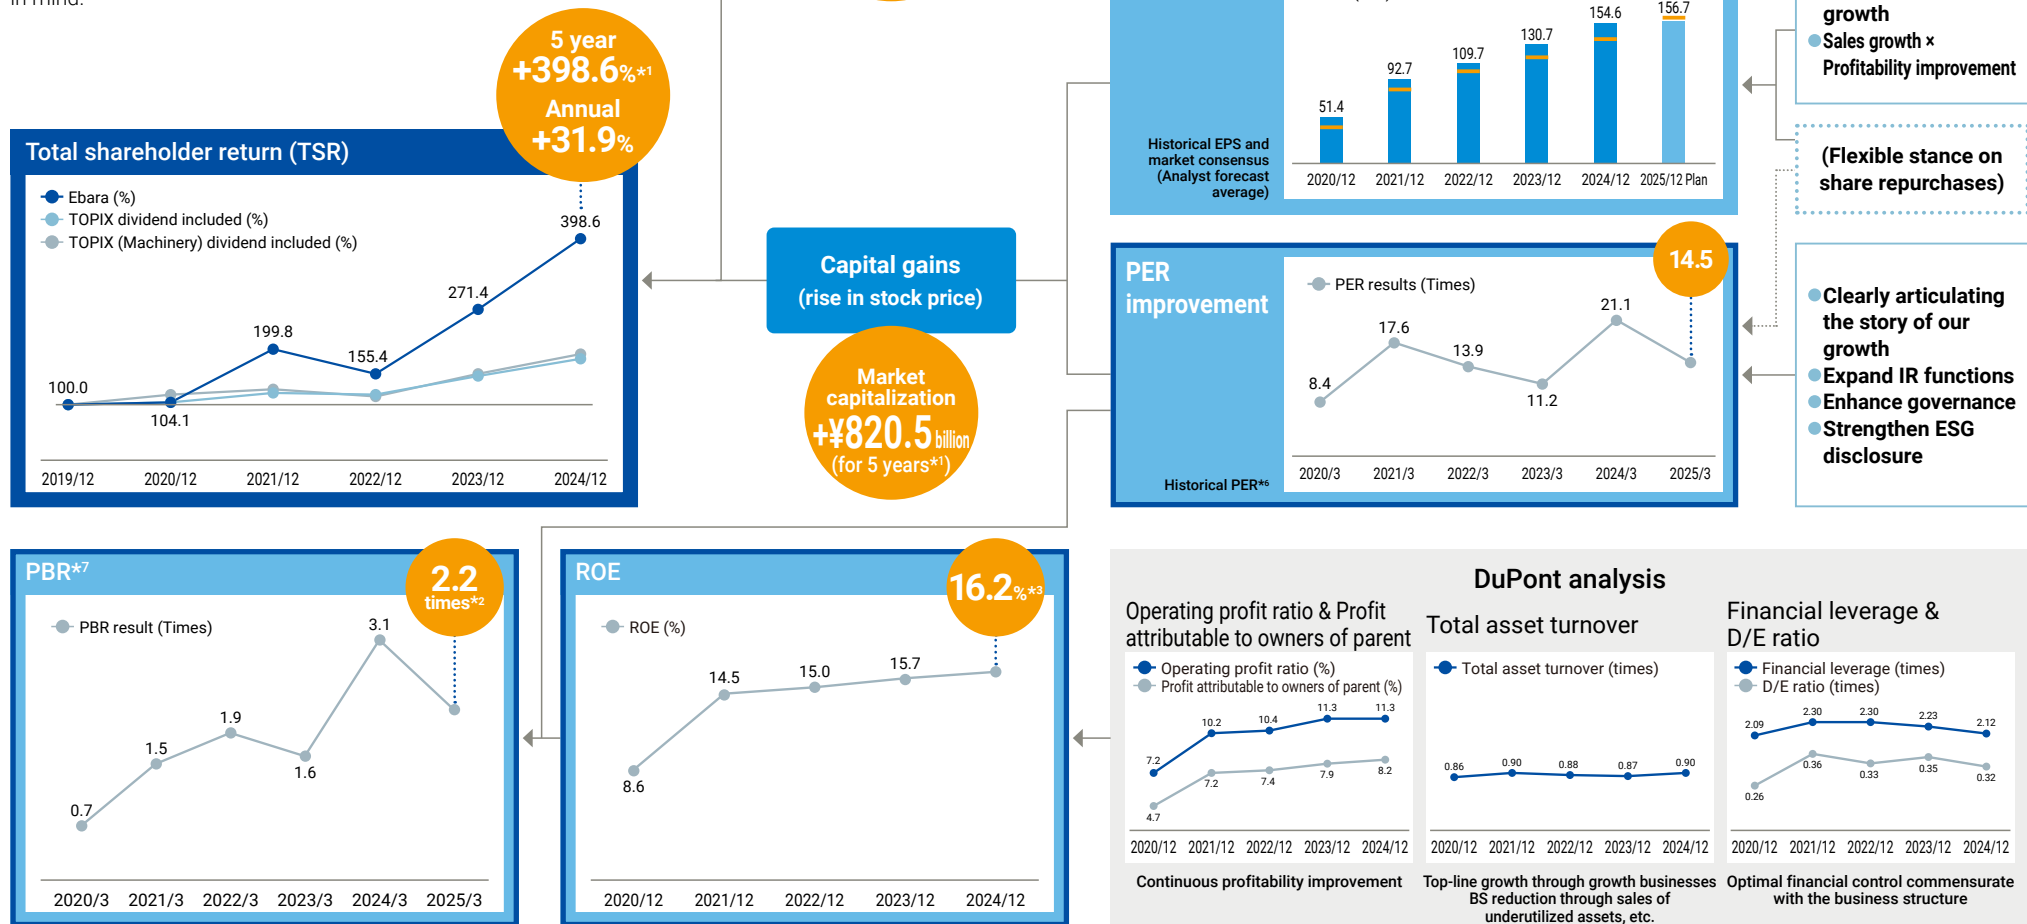 in mind.
5 year
+398.6%*1
Annual
+31.9%
Total shareholder return (TSR)
Ebara (%)
TOPIX dividend included (%)
TOPIX (Machinery) dividend included (%)
398.6
271.4
199.8
155.4
100.0
104.1
2019/12 2020/12 2021/12 2022/12 2023/12 2024/12
Capital gains
(rise in stock price)
Market
capitalization
+¥820.5 billion
(for 5 years*1)
156.7
154.6
130.7
109.7
92.7
51.4
Historical EPS and
market consensus
(Analyst forecast
average)
2020/12 2021/12 2022/12 2023/12 2024/12 2025/12 Plan
growth
Sales growth ×
Profitability improvement
(Flexible stance on
share repurchases)
PER
improvement
14.5
PER results (Times)
21.1
17.6
13.9
8.4
11.2
Historical PER*6
2020/3 2021/3 2022/3 2023/3 2024/3 2025/3
Clearly articulating
the story of our
growth
Expand IR functions
Enhance governance
Strengthen ESG
disclosure
PBR*7
2.2
times*2
PBR result (Times)
3.1
1.9
1.5
1.6
0.7
2020/3 2021/3 2022/3 2023/3 2024/3 2025/3
ROE
16.2%*3
ROE (%)
15.7
15.0
14.5
8.6
2020/12 2021/12 2022/12 2023/12 2024/12
DuPont analysis
Operating profit ratio & Profit
attributable to owners of parent
Operating profit ratio (%)
Profit attributable to owners of parent (%)
7.2 10.2 10.4 11.3 11.3
4.7 7.2 7.4 7.9 8.2
2020/12 2021/12 2022/12 2023/12 2024/12
Continuous profitability improvement
Total asset turnover
Total asset turnover (times)
0.86 0.90 0.88 0.87 0.90
2020/12 2021/12 2022/12 2023/12 2024/12
Top-line growth through growth businesses
BS reduction through sales of
underutilized assets, etc.
Financial leverage &
D/E ratio
Financial leverage (times)
D/E ratio (times)
2.09 2.30 2.30 2.23 2.12
0.26 0.36 0.33 0.35 0.32
2020/12 2021/12 2022/12 2023/12 2024/12
Optimal financial control commensurate
with the business structure